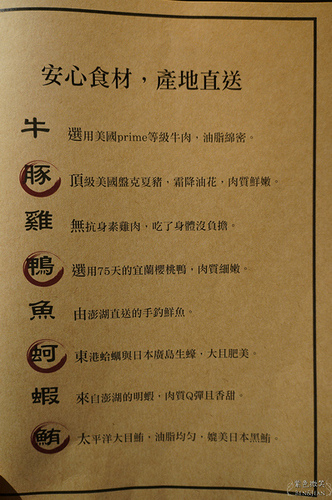 安心食材，產地直送
牛 選用美國prime等級牛肉，油脂綿密。
豚 頂級美國盤克夏豬，霜降油花，肉質鮮嫩。
雞 無抗身素雞肉，吃了身體沒負擔。
鴨 選用75天的宜蘭櫻桃鴨，肉質細嫩。
魚 由澎湖直送的手釣鮮魚。
蚵 東港蛤蠣與日本廣島生蠔，大且肥美。
蝦 來自澎湖的明蝦，肉質Q彈且香甜。
鮪 太平洋大目鮪，油脂均勻，媲美日本黑鮪。
紫色微笑